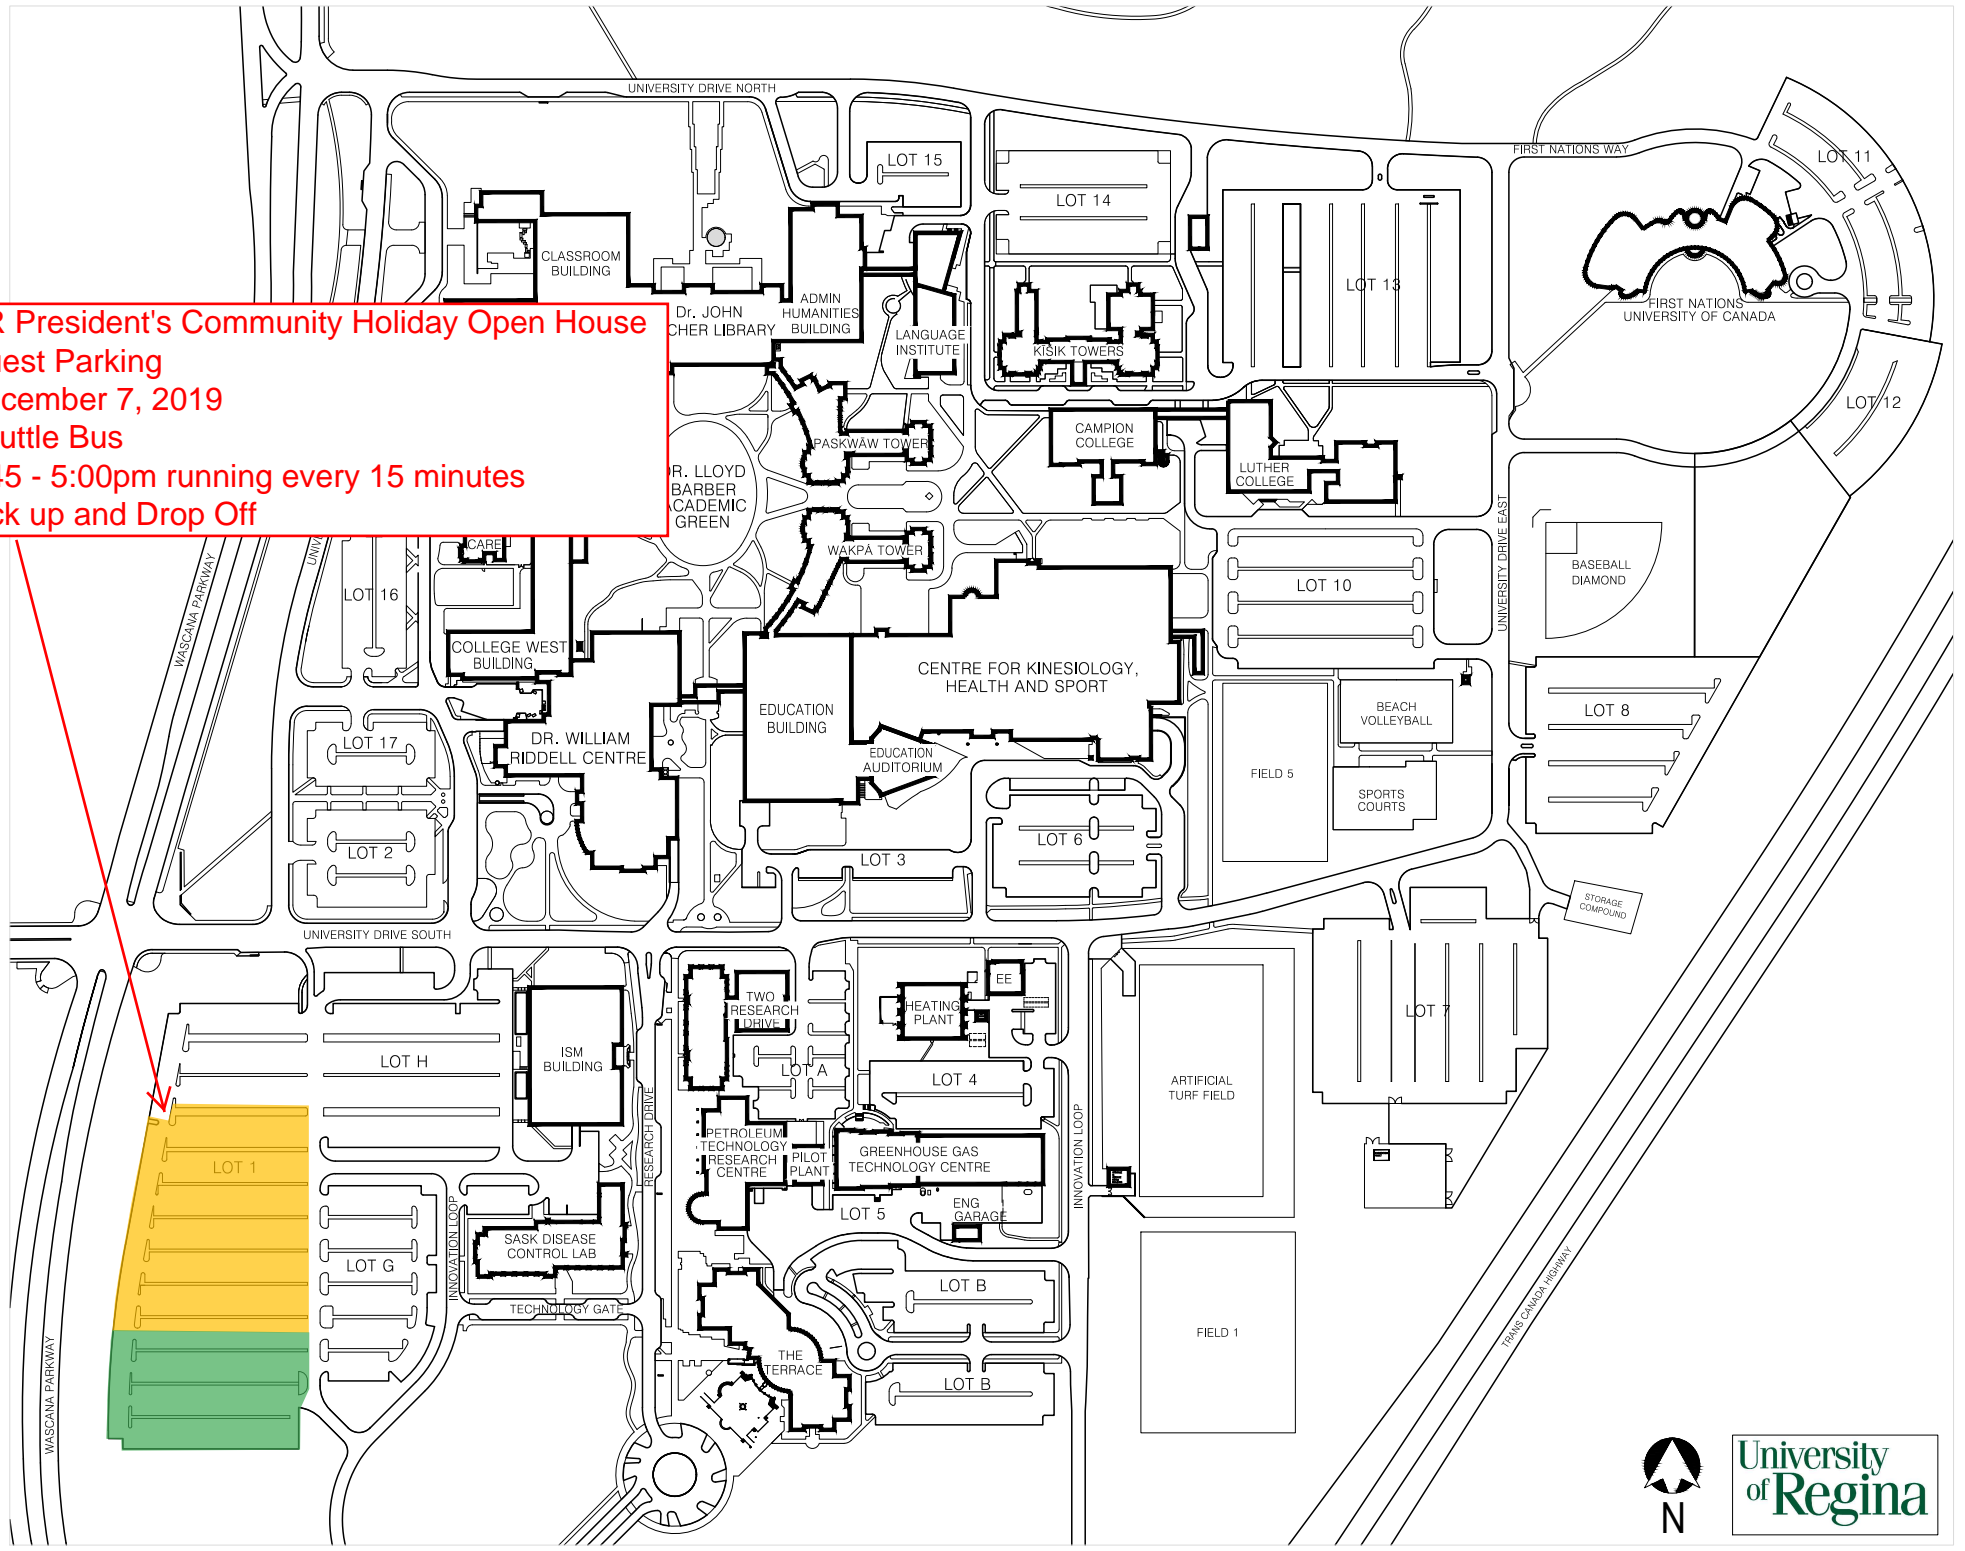 UNIVERSITY DRIVE NORTH
FIRST NATIONS WAY
LOT 11
LOT 15
LOT 14
CLASSROOM
BUILDING
LOT 13
ADMIN
HUMANITIES
BUILDING
Dr. JOHN
CHER LIBRARY
FIRST NATIONS
UNIVERSITY OF CANADA
LANGUAGE
INSTITUTE
KĪSIK TOWERS
R President's Community Holiday Open House
uest Parking
cember 7, 2019
uttle Bus
45 - 5:00pm running every 15 minutes
ck up and Drop Off
LOT 12
CAMPION
COLLEGE
PASKWĀW TOWER
LUTHER
COLLEGE
R. LLOYD
BARBER
ACADEMIC
GREEN
WAKPÁ TOWER
CARE
UNIVE
UNIVERSITY DRIVE EAST
BASEBALL
DIAMOND
LOT 10
LOT 16
WASCANA PARKWAY
COLLEGE WEST
BUILDING
CENTRE FOR KINESIOLOGY,
HEALTH AND SPORT
EDUCATION
BUILDING
BEACH
VOLLEYBALL
LOT 8
LOT 17
DR. WILLIAM
RIDDELL CENTRE
EDUCATION
AUDITORIUM
FIELD 5
SPORTS
COURTS
LOT 2
LOT 3
LOT 6
STORAGE
COMPOUND
UNIVERSITY DRIVE SOUTH
TWO
RESEARCH
DRIVE
EE
HEATING
PLANT
LOT 7
LOT H
ISM
BUILDING
LOT A
LOT 4
ARTIFICIAL
TURF FIELD
RESEARCH DRIVE
INNOVATION LOOP
PETROLEUM
TECHNOLOGY
RESEARCH
CENTRE
PILOT
PLANT
GREENHOUSE GAS
TECHNOLOGY CENTRE
LOT 1
LOT 5
ENG
GARAGE
INNOVATION LOOP
SASK DISEASE
CONTROL LAB
LOT G
LOT B
TECHNOLOGY GATE
TRANS CANADA HIGHWAY
FIELD 1
THE
TERRACE
LOT B
WASCANA PARKWAY
N
University
of Regina